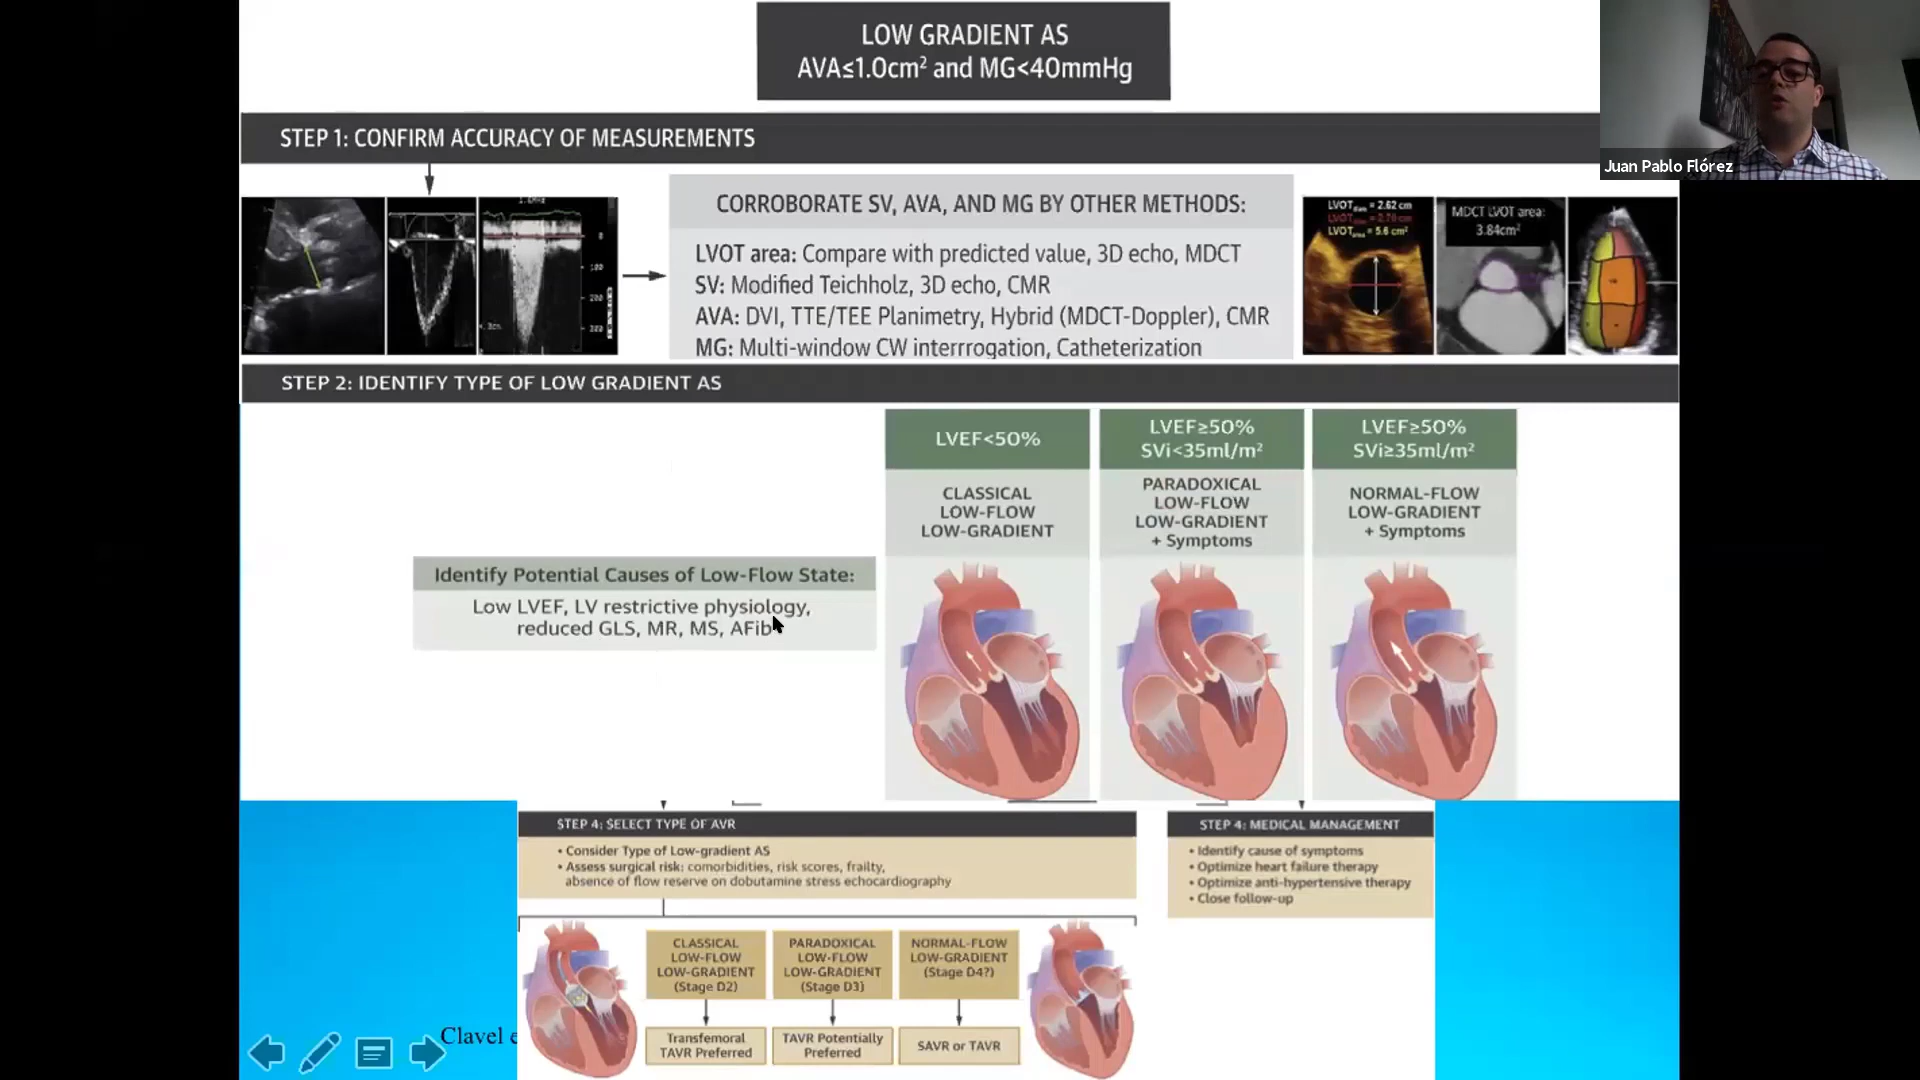 LOW GRADIENT AS
AVA≤1.0cm² and MG<40mmHg
Juan Pablo Flórez
STEP 1: CONFIRM ACCURACY OF MEASUREMENTS
CORROBORATE SV, AVA, AND MG BY OTHER METHODS:
LVOT area: Compare with predicted value, 3D echo, MDCT
SV: Modified Teichholz, 3D echo, CMR
AVA: DVI, TTE/TEE Planimetry, Hybrid (MDCT-Doppler), CMR
MG: Multi-window CW interrrogation, Catheterization
MDCT LVOT area:
3.84cm²
STEP 2: IDENTIFY TYPE OF LOW GRADIENT AS
LVEF<50%
CLASSICAL
LOW-FLOW
LOW-GRADIENT
LVEF≥50%
SVi<35ml/m²
PARADOXICAL
LOW-FLOW
LOW-GRADIENT
+ Symptoms
LVEF≥50%
SVi≥35ml/m²
NORMAL-FLOW
LOW-GRADIENT
+ Symptoms
Identify Potential Causes of Low-Flow State:
Low LVEF, LV restrictive physiology,
reduced GLS, MR, MS, AFib
STEP 4: SELECT TYPE OF AVR
• Consider Type of Low-gradient AS
• Assess surgical risk: comorbidities, risk scores, frailty,
absence of flow reserve on dobutamine stress echocardiography
STEP 4: MEDICAL MANAGEMENT
• Identify cause of symptoms
• Optimize heart failure therapy
• Optimize anti-hypertensive therapy
• Close follow-up
CLASSICAL
LOW-FLOW
LOW-GRADIENT
(Stage D2)
PARADOXICAL
LOW-FLOW
LOW-GRADIENT
(Stage D3)
NORMAL-FLOW
LOW-GRADIENT
(Stage D4?)
Transfemoral
TAVR Preferred
TAVR Potentially
Preferred
SAVR or TAVR
Clavel e